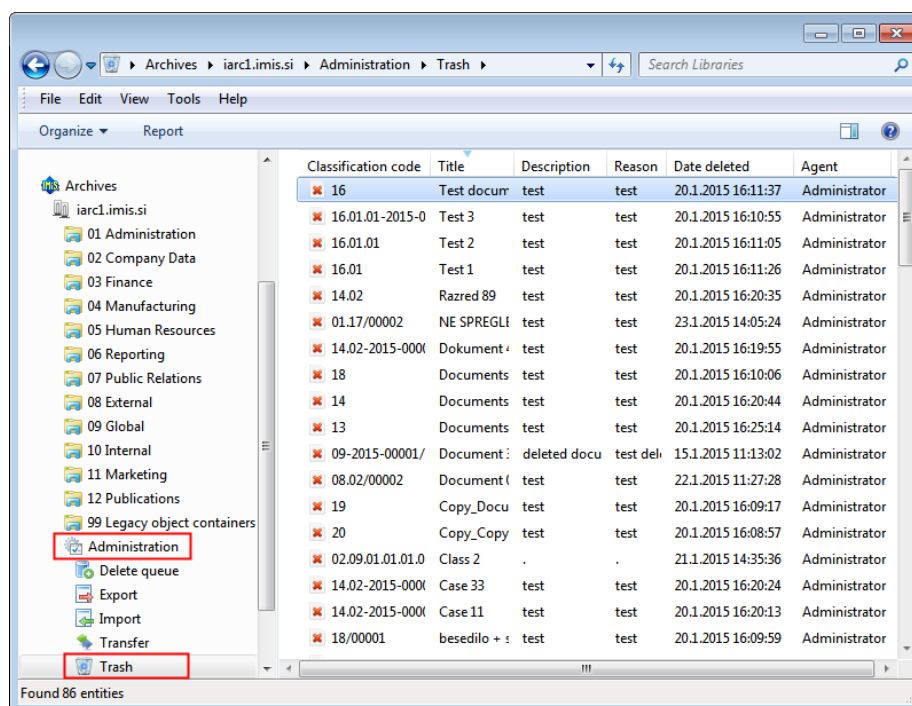 Archives iarc1.imis.si Administration Trash Search Libraries
File Edit View Tools Help
Organize Report
Archives
iarc1.imis.si
01 Administration
02 Company Data
03 Finance
04 Manufacturing
05 Human Resources
06 Reporting
07 Public Relations
08 External
09 Global
10 Internal
11 Marketing
12 Publications
99 Legacy object containers
Administration
Delete queue
Export
Import
Transfer
Trash
Classification code Title Description Reason Date deleted Agent
16 Test docum test test 20.1.2015 16:11:37 Administrator
16.01.01-2015-0 Test 3 test test 20.1.2015 16:10:55 Administrator
16.01.01 Test 2 test test 20.1.2015 16:11:05 Administrator
16.01 Test 1 test test 20.1.2015 16:11:26 Administrator
14.02 Razred 89 test test 20.1.2015 16:20:35 Administrator
01.17/00002 NE SPREGLE test test 23.1.2015 14:05:24 Administrator
14.02-2015-000 Dokument test test 20.1.2015 16:19:55 Administrator
18 Documents test test 20.1.2015 16:10:06 Administrator
14 Documents test test 20.1.2015 16:20:44 Administrator
13 Documents test test 20.1.2015 16:25:14 Administrator
09-2015-00001/ Document deleted docu test dele 15.1.2015 11:13:02 Administrator
08.02/00002 Document test test 22.1.2015 11:27:28 Administrator
19 Copy_Docu test test 20.1.2015 16:09:17 Administrator
20 Copy_Copy test test 20.1.2015 16:08:57 Administrator
02.09.01.01.01.0 Class 2 . . 21.1.2015 14:35:36 Administrator
14.02-2015-000 Case 33 test test 20.1.2015 16:20:24 Administrator
14.02-2015-000 Case 11 test test 20.1.2015 16:20:13 Administrator
18/00001 besedilo + s test test 20.1.2015 16:09:59 Administrator
Found 86 entities